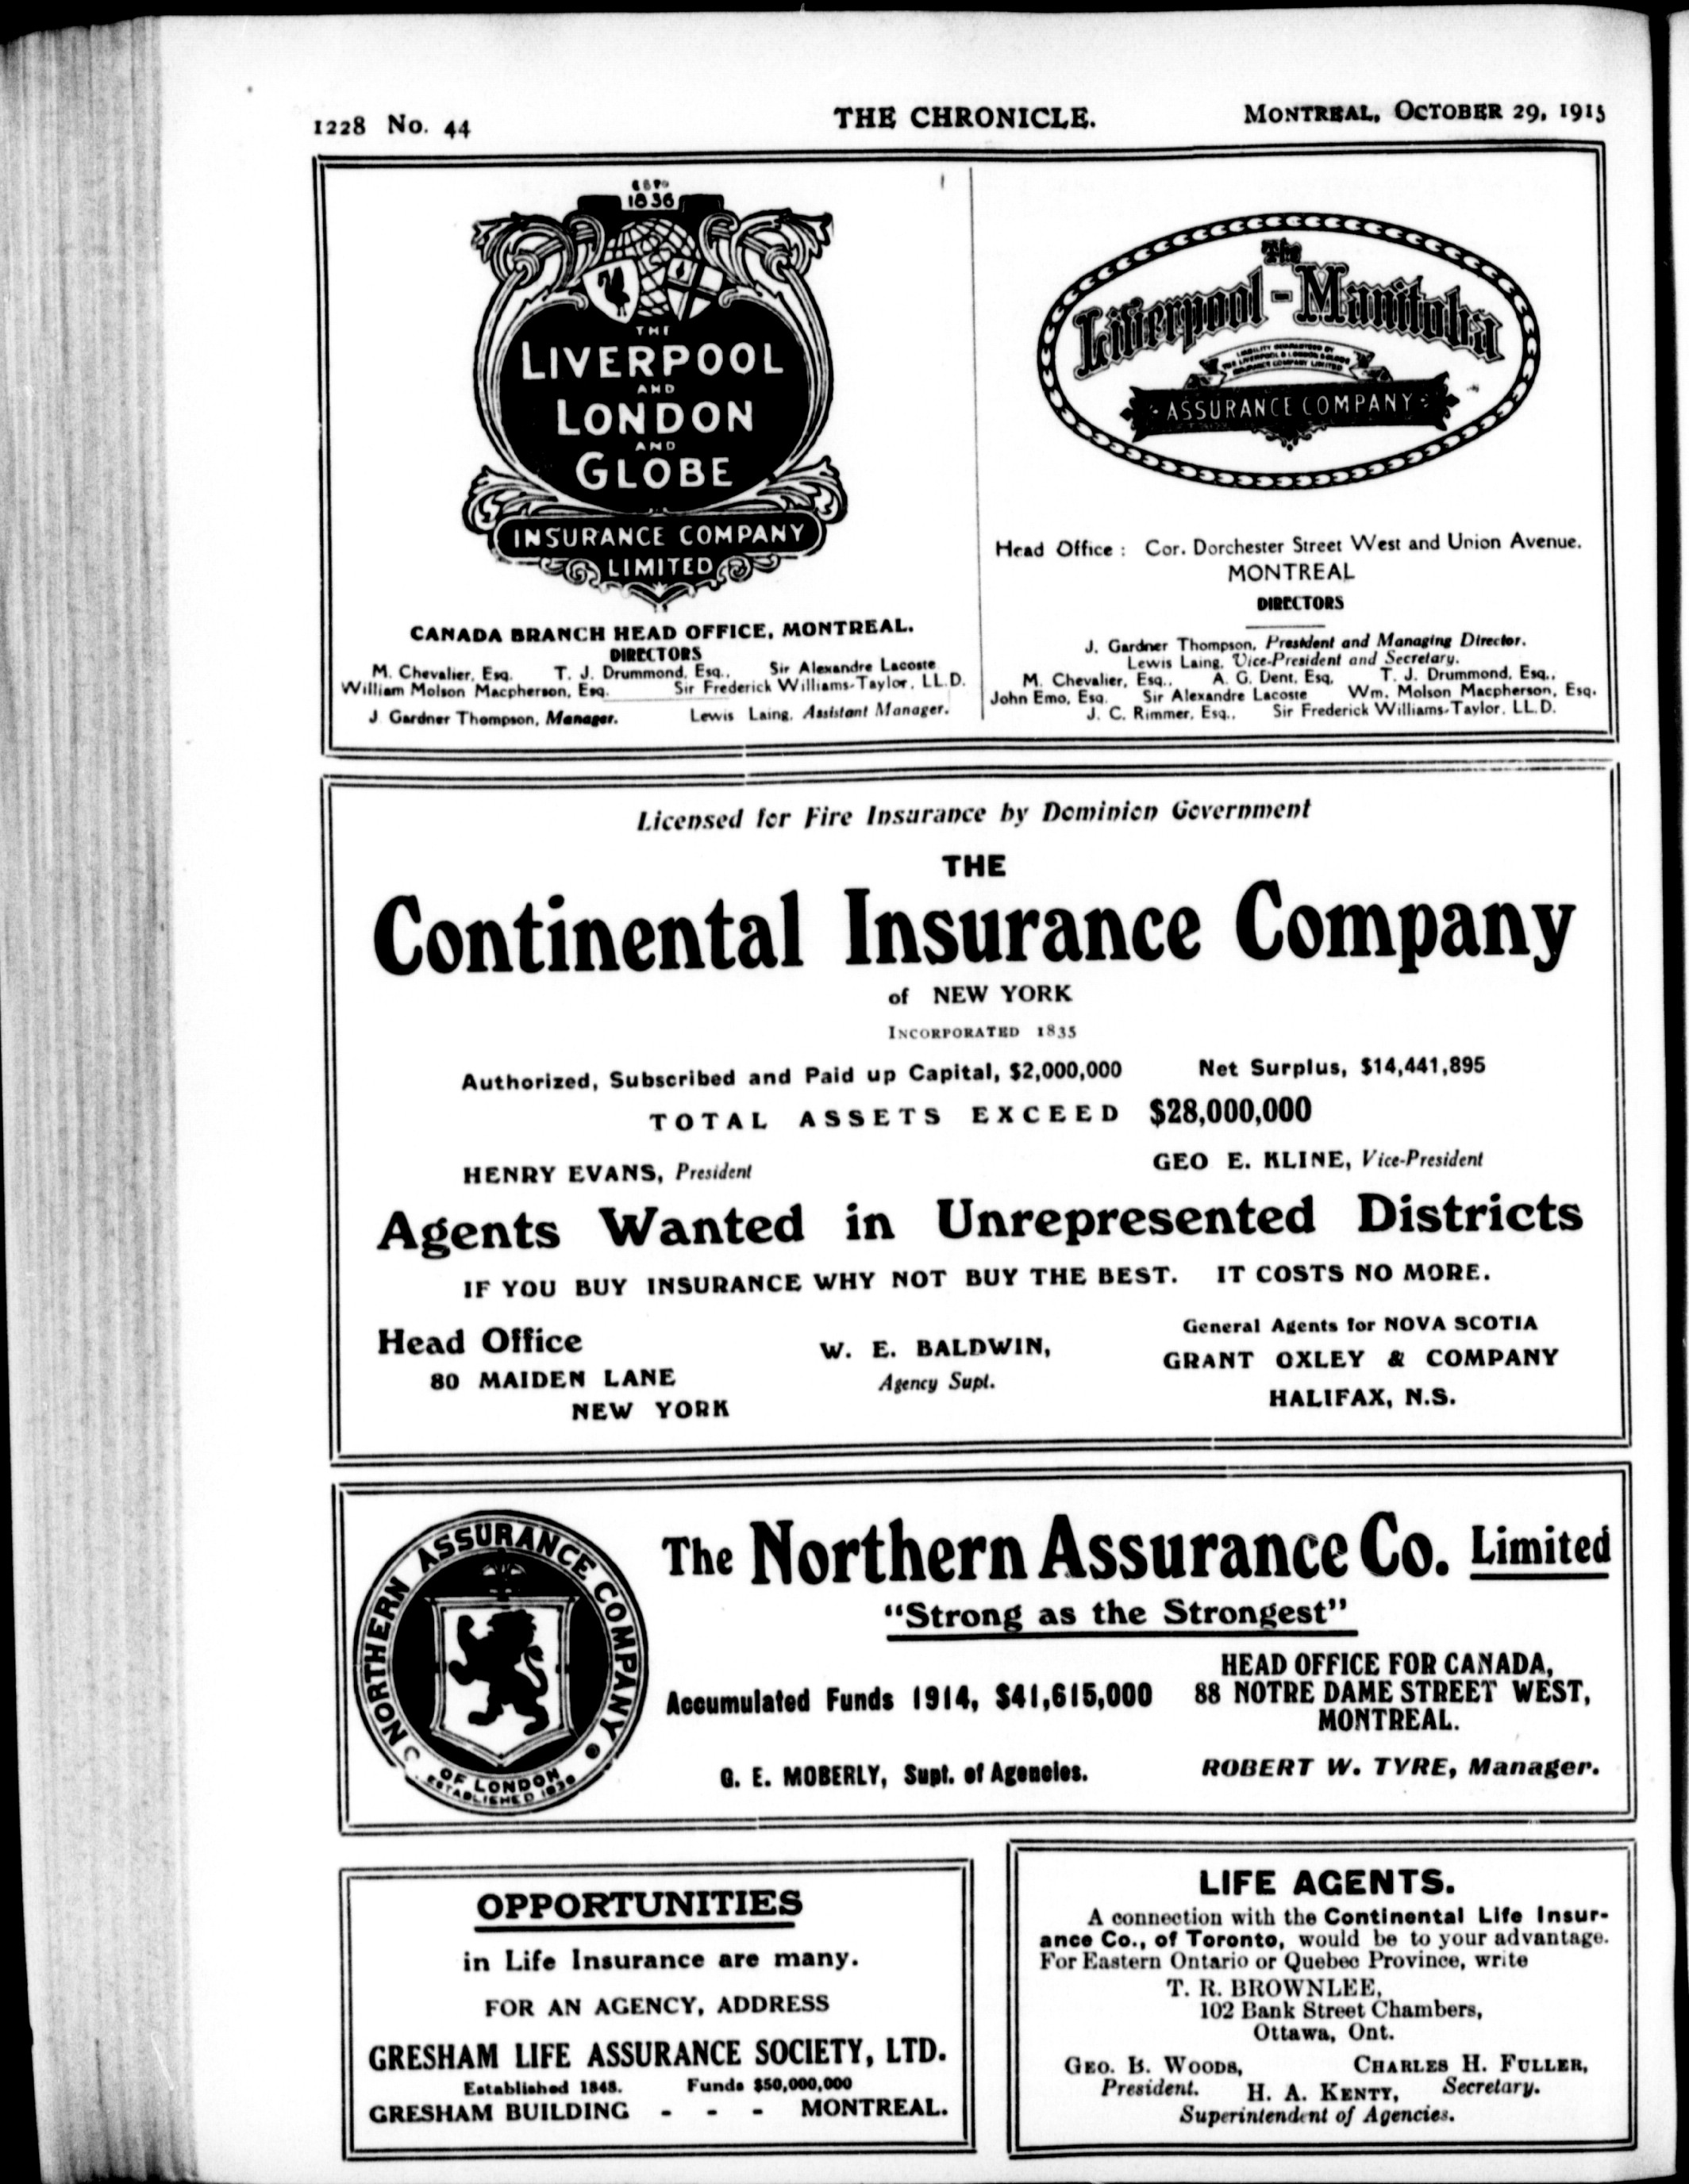 1228 No. 44
THE CHRONICLE.
MONTREAL, OCTOBER 29, 1915
1836
THE
LIVERPOOL
AND
LONDON
AND
GLOBE
INSURANCE COMPANY
LIMITED
CANADA BRANCH HEAD OFFICE, MONTREAL.
DIRECTORS
M. Chevalier, Esq. T. J. Drummond, Esq., Sir Alexandre Lacoste
William Molson Macpherson, Esq. Sir Frederick Williams-Taylor, LL.D.
J. Gardner Thompson, Manager. Lewis Laing, Assistant Manager.
The
Liverpool-Manitoba
LIABILITY GUARANTEED BY
THE LIVERPOOL & LONDON & GLOBE
INSURANCE COMPANY LIMITED
ASSURANCE COMPANY
Head Office : Cor. Dorchester Street West and Union Avenue.
MONTREAL
DIRECTORS
J. Gardner Thompson, President and Managing Director.
Lewis Laing, Vice-President and Secretary.
M. Chevalier, Esq., A. G. Dent, Esq. T. J. Drummond, Esq.,
John Emo, Esq. Sir Alexandre Lacoste Wm. Molson Macpherson, Esq.
J. C. Rimmer, Esq., Sir Frederick Williams-Taylor, LL.D.
Licensed for Fire Insurance by Dominion Government
THE
Continental Insurance Company
of NEW YORK
INCORPORATED 1835
Authorized, Subscribed and Paid up Capital, $2,000,000 Net Surplus, $14,441,895
TOTAL ASSETS EXCEED $28,000,000
HENRY EVANS, President GEO E. KLINE, Vice-President
Agents Wanted in Unrepresented Districts
IF YOU BUY INSURANCE WHY NOT BUY THE BEST. IT COSTS NO MORE.
Head Office
80 MAIDEN LANE
NEW YORK
W. E. BALDWIN,
Agency Supt.
General Agents for NOVA SCOTIA
GRANT OXLEY & COMPANY
HALIFAX, N.S.
NORTHERN ASSURANCE COMPANY
OF LONDON
ESTABLISHED 1836
The Northern Assurance Co. Limited
"Strong as the Strongest"
Accumulated Funds 1914, $41,615,000
HEAD OFFICE FOR CANADA,
88 NOTRE DAME STREET WEST,
MONTREAL.
G. E. MOBERLY, Supt. of Agencies.
ROBERT W. TYRE, Manager.
OPPORTUNITIES
in Life Insurance are many.
FOR AN AGENCY, ADDRESS
GRESHAM LIFE ASSURANCE SOCIETY, LTD.
Established 1848. Funds $50,000,000
GRESHAM BUILDING - - - MONTREAL.
LIFE AGENTS.
A connection with the Continental Life Insur-
ance Co., of Toronto, would be to your advantage.
For Eastern Ontario or Quebec Province, write
T. R. BROWNLEE,
102 Bank Street Chambers,
Ottawa, Ont.
GEO. B. WOODS, CHARLES H. FULLER,
President. H. A. KENTY, Secretary.
Superintendent of Agencies.